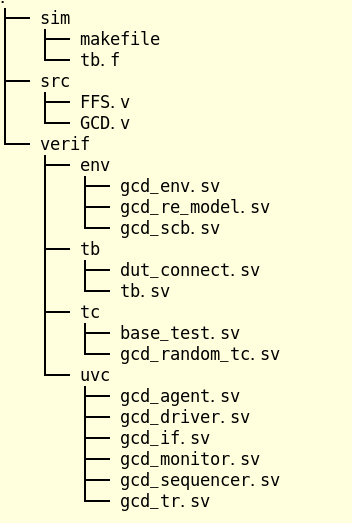 .
sim
makefile
tb.f
src
FFS.v
GCD.v
verif
env
gcd_env.sv
gcd_re_model.sv
gcd_scb.sv
tb
dut_connect.sv
tb.sv
tc
base_test.sv
gcd_random_tc.sv
uvc
gcd_agent.sv
gcd_driver.sv
gcd_if.sv
gcd_monitor.sv
gcd_sequencer.sv
gcd_tr.sv